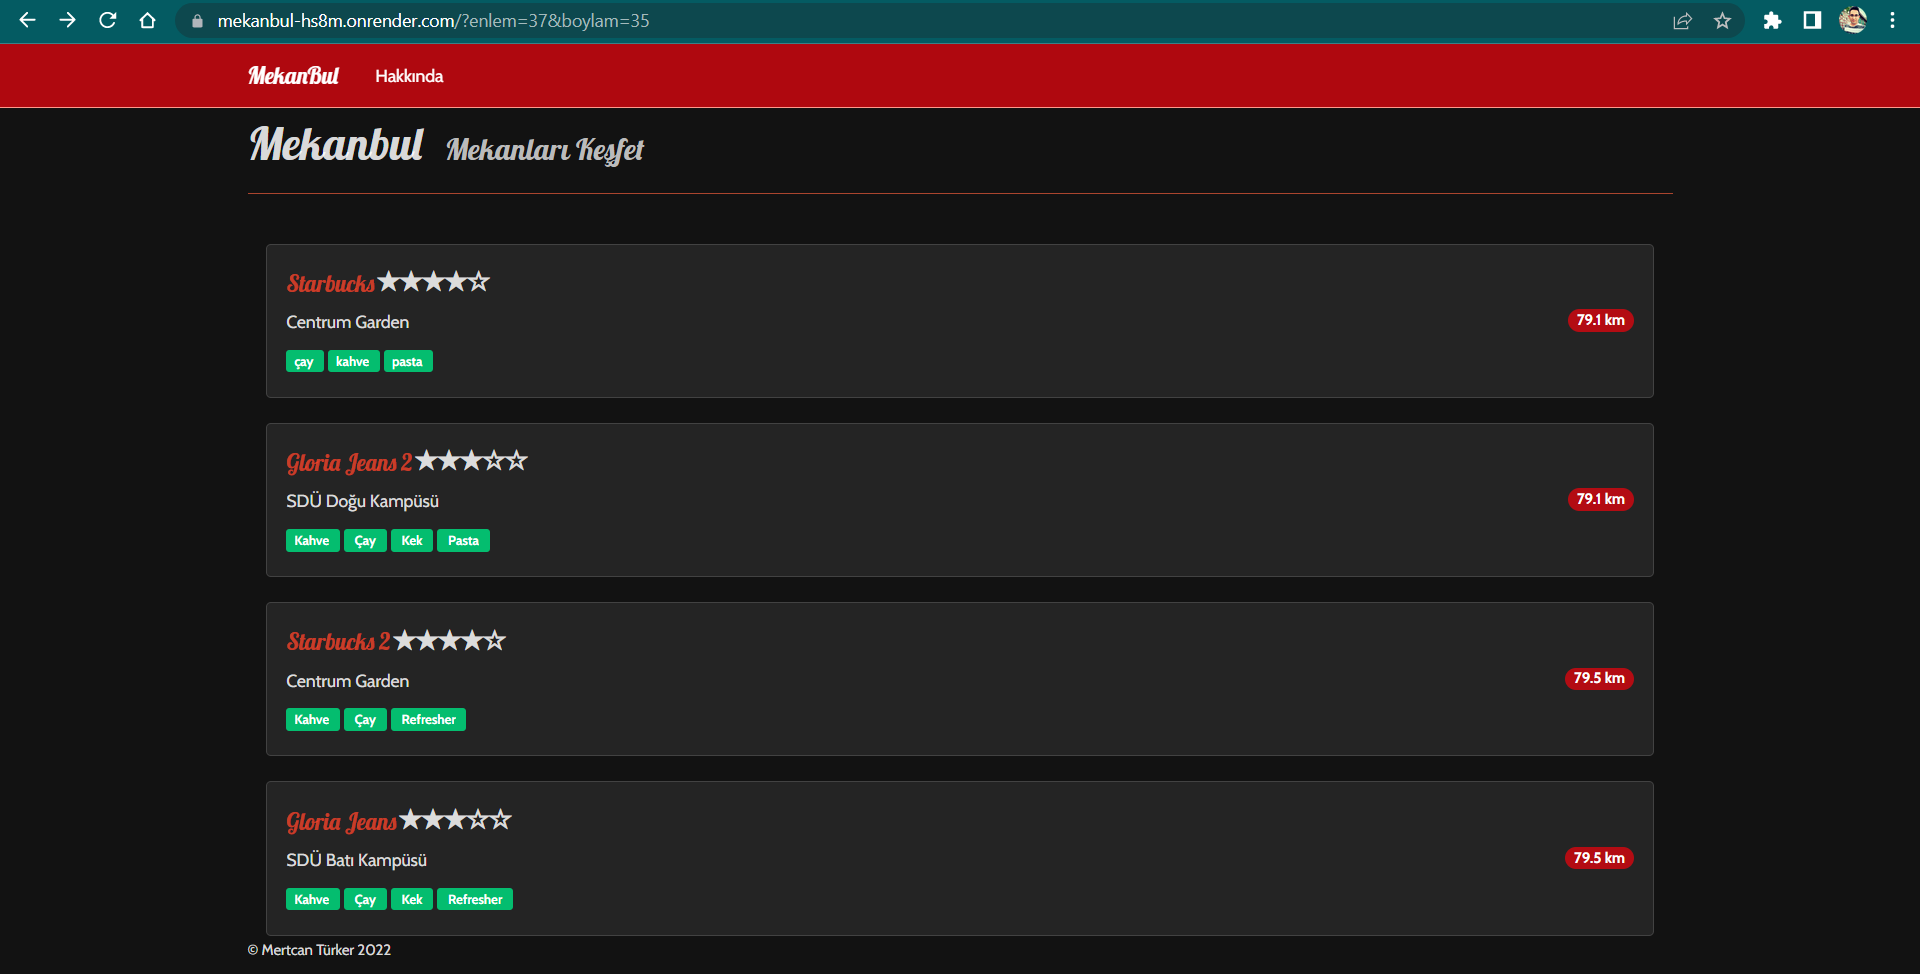 mekanbul-hs8m.onrender.com/?enlem=37&boylam=35
MekanBul Hakkında
Mekanbul Mekanları Keşfet
Starbucks ★★★★☆
Centrum Garden
79.1 km
çay kahve pasta
Gloria Jeans 2 ★★★☆☆
SDÜ Doğu Kampüsü
79.1 km
Kahve Çay Kek Pasta
Starbucks 2 ★★★★☆
Centrum Garden
79.5 km
Kahve Çay Refresher
Gloria Jeans ★★★☆☆
SDÜ Batı Kampüsü
79.5 km
Kahve Çay Kek Refresher
© Mertcan Türker 2022